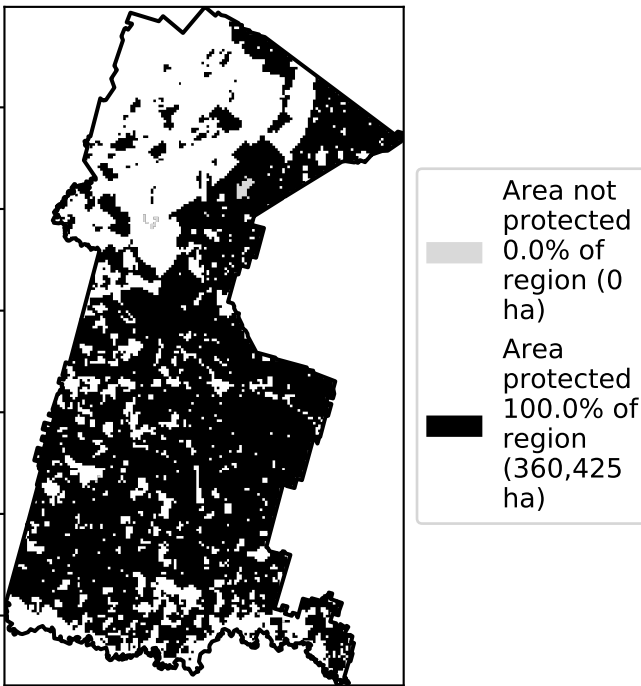 Area not
protected
0.0% of
region (0
ha)
Area
protected
100.0% of
region
(360,425
ha)